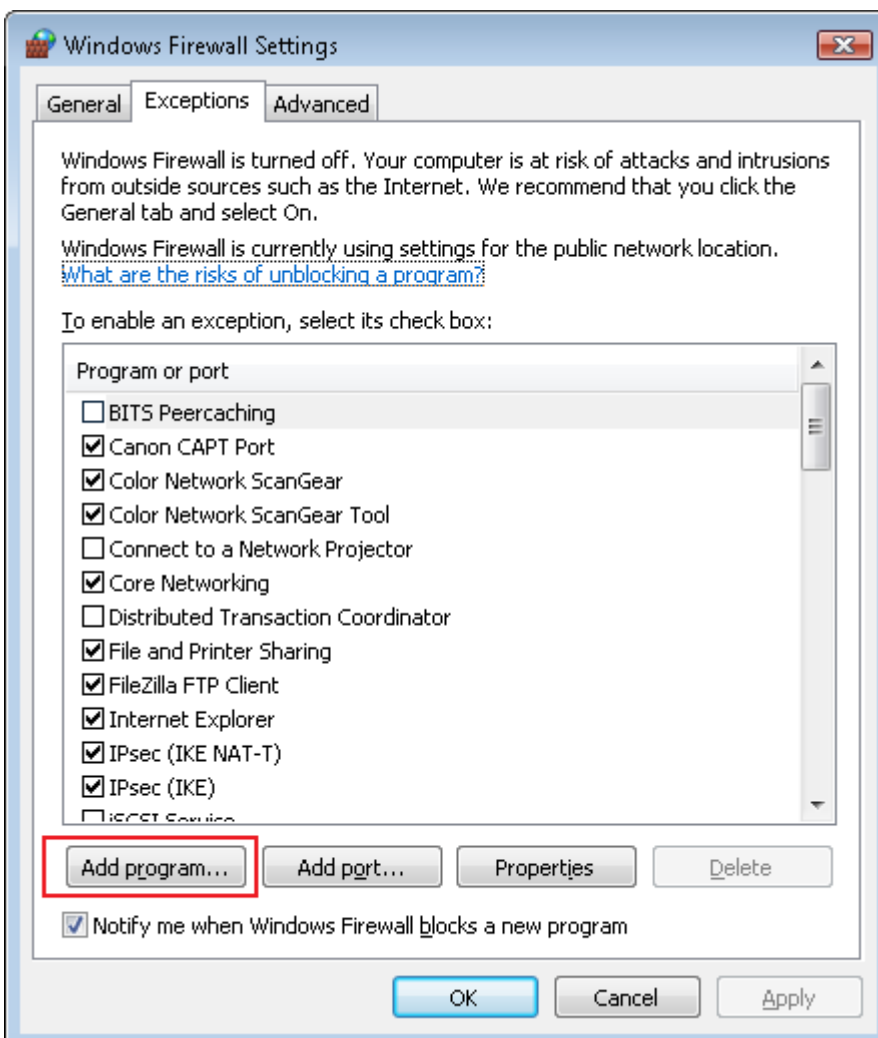 Windows Firewall Settings
General Exceptions Advanced
Windows Firewall is turned off. Your computer is at risk of attacks and intrusions
from outside sources such as the Internet. We recommend that you click the
General tab and select On.
Windows Firewall is currently using settings for the public network location.
What are the risks of unblocking a program?
To enable an exception, select its check box:
Program or port
BITS Peercaching
Canon CAPT Port
Color Network ScanGear
Color Network ScanGear Tool
Connect to a Network Projector
Core Networking
Distributed Transaction Coordinator
File and Printer Sharing
FileZilla FTP Client
Internet Explorer
IPsec (IKE NAT-T)
IPsec (IKE)
iSCSI Service
Add program... Add port... Properties Delete
Notify me when Windows Firewall blocks a new program
OK Cancel Apply